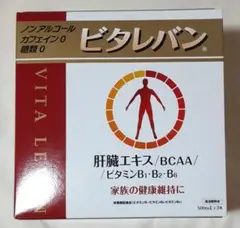 ノンアルコール
カフェイン0
糖類0
ビタレバン®
VITA LE
肝臓エキス/BCAA/
ビタミンB₁・B₂・B₆
家族の健康維持に